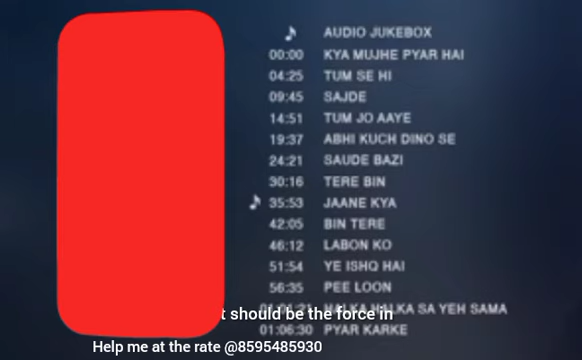 AUDIO JUKEBOX
00:00 KYA MUJHE PYAR HAI
04:25 TUM SE HI
09:45 SAJDE
14:51 TUM JO AAYE
19:37 ABHI KUCH DINO SE
24:21 SAUDE BAZI
30:16 TERE BIN
35:53 JAANE KYA
42:05 BIN TERE
46:12 LABON KO
51:54 YE ISHQ HAI
56:35 PEE LOON
HALKA HALKA SA YEH SAMA
t should be the force in
01:06:30 PYAR KARKE
Help me at the rate @8595485930